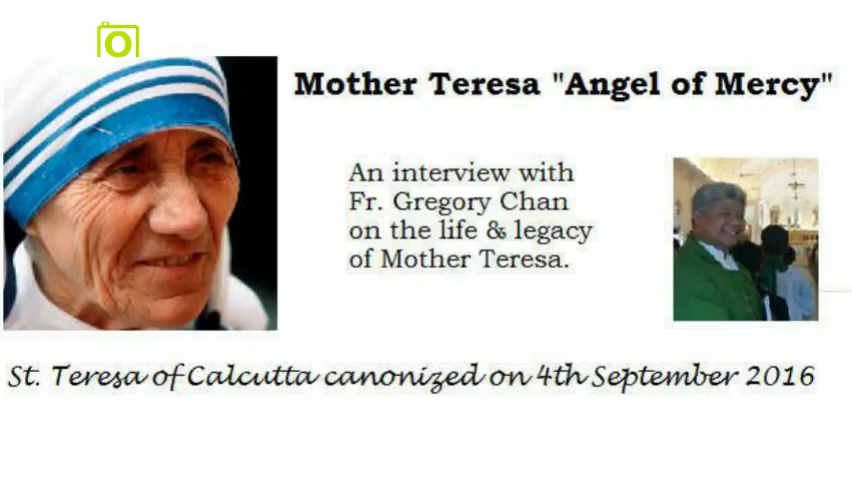 Mother Teresa "Angel of Mercy"
An interview with
Fr. Gregory Chan
on the life & legacy
of Mother Teresa.
St. Teresa of Calcutta canonized on 4th September 2016